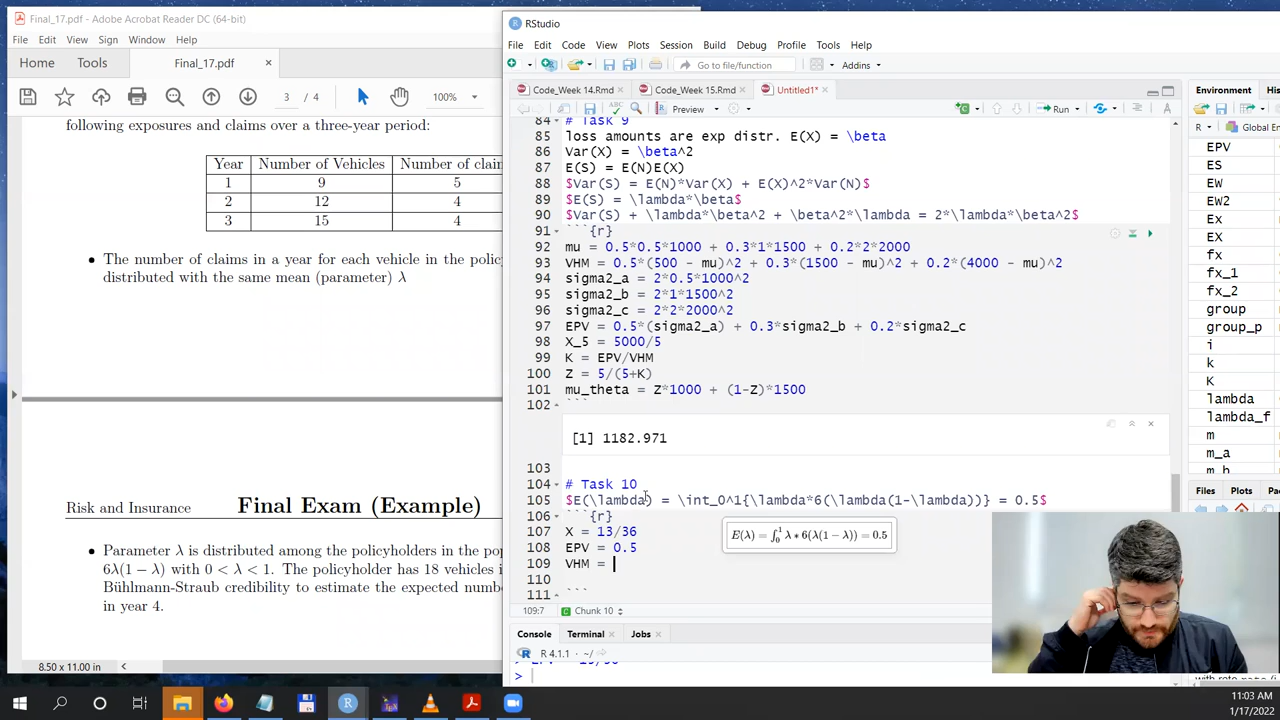 Final_17.pdf - Adobe Acrobat Reader DC (64-bit)
File Edit View Sign Window Help
Home Tools Final_17.pdf ×
3 / 4 100%
following exposures and claims over a three-year period:
Year Number of Vehicles Number of claim
1 9 5
2 12 4
3 15 4
• The number of claims in a year for each vehicle in the policy
distributed with the same mean (parameter) λ
Risk and Insurance Final Exam (Example)
• Parameter λ is distributed among the policyholders in the pop
6λ(1 − λ) with 0 < λ < 1. The policyholder has 18 vehicles i
Bühlmann-Straub credibility to estimate the expected numbe
in year 4.
8.50 x 11.00 in
RStudio
File Edit Code View Plots Session Build Debug Profile Tools Help
Go to file/function Addins
Code_Week 14.Rmd × Code_Week 15.Rmd × Untitled1* ×
ABC Preview Run
84 # Task 9
85 loss amounts are exp distr. E(X) = \beta
86 Var(X) = \beta^2
87 E(S) = E(N)E(X)
88 $Var(S) = E(N)*Var(X) + E(X)^2*Var(N)$
89 $E(S) = \lambda*\beta$
90 $Var(S) + \lambda*\beta^2 + \beta^2*\lambda = 2*\lambda*\beta^2$
91 ```{r}
92 mu = 0.5*0.5*1000 + 0.3*1*1500 + 0.2*2*2000
93 VHM = 0.5*(500 - mu)^2 + 0.3*(1500 - mu)^2 + 0.2*(4000 - mu)^2
94 sigma2_a = 2*0.5*1000^2
95 sigma2_b = 2*1*1500^2
96 sigma2_c = 2*2*2000^2
97 EPV = 0.5*(sigma2_a) + 0.3*sigma2_b + 0.2*sigma2_c
98 X_5 = 5000/5
99 K = EPV/VHM
100 Z = 5/(5+K)
101 mu_theta = Z*1000 + (1-Z)*1500
102 ```
[1] 1182.971
103
104 # Task 10
105 $E(\lambda) = \int_0^1{\lambda*6(\lambda(1-\lambda))} = 0.5$
106 ```{r}
107 X = 13/36
108 EPV = 0.5
109 VHM =
110
111 ```
E(λ) = ∫₀¹ λ * 6(λ(1 − λ)) = 0.5
109:7 Chunk 10
Console Terminal × Jobs ×
R 4.1.1 · ~/
>
Environment
R Global En
EPV
ES
EW
EW2
Ex
EX
fx
fx_1
fx_2
group
group_p
i
k
K
lambda
lambda_f
m
m_a
m_b
Files Plots
11:03 AM
1/17/2022